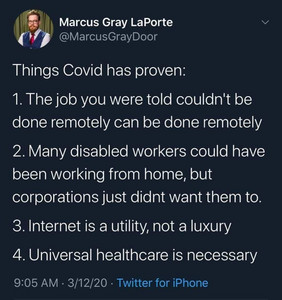 Marcus Gray LaPorte
@MarcusGrayDoor
Things Covid has proven:
1. The job you were told couldn't be
done remotely can be done remotely
2. Many disabled workers could have
been working from home, but
corporations just didnt want them to.
3. Internet is a utility, not a luxury
4. Universal healthcare is necessary
9:05 AM · 3/12/20 · Twitter for iPhone